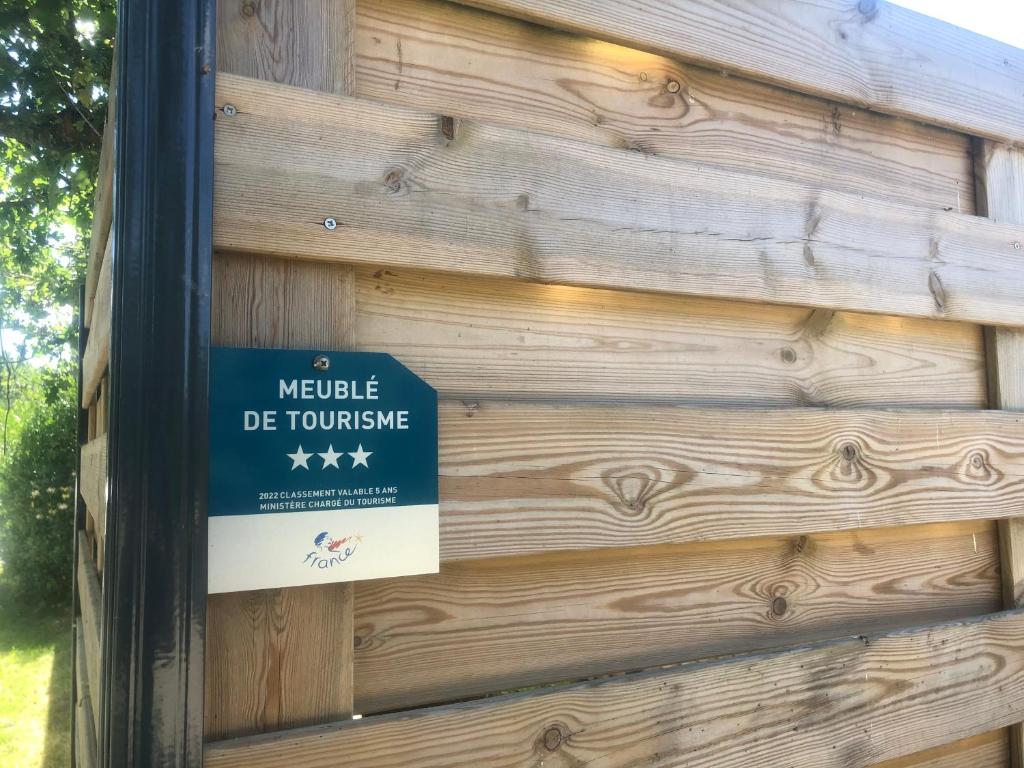 MEUBLÉ
DE TOURISME
★★★
2022 CLASSEMENT VALABLE 5 ANS
MINISTÈRE CHARGÉ DU TOURISME
france